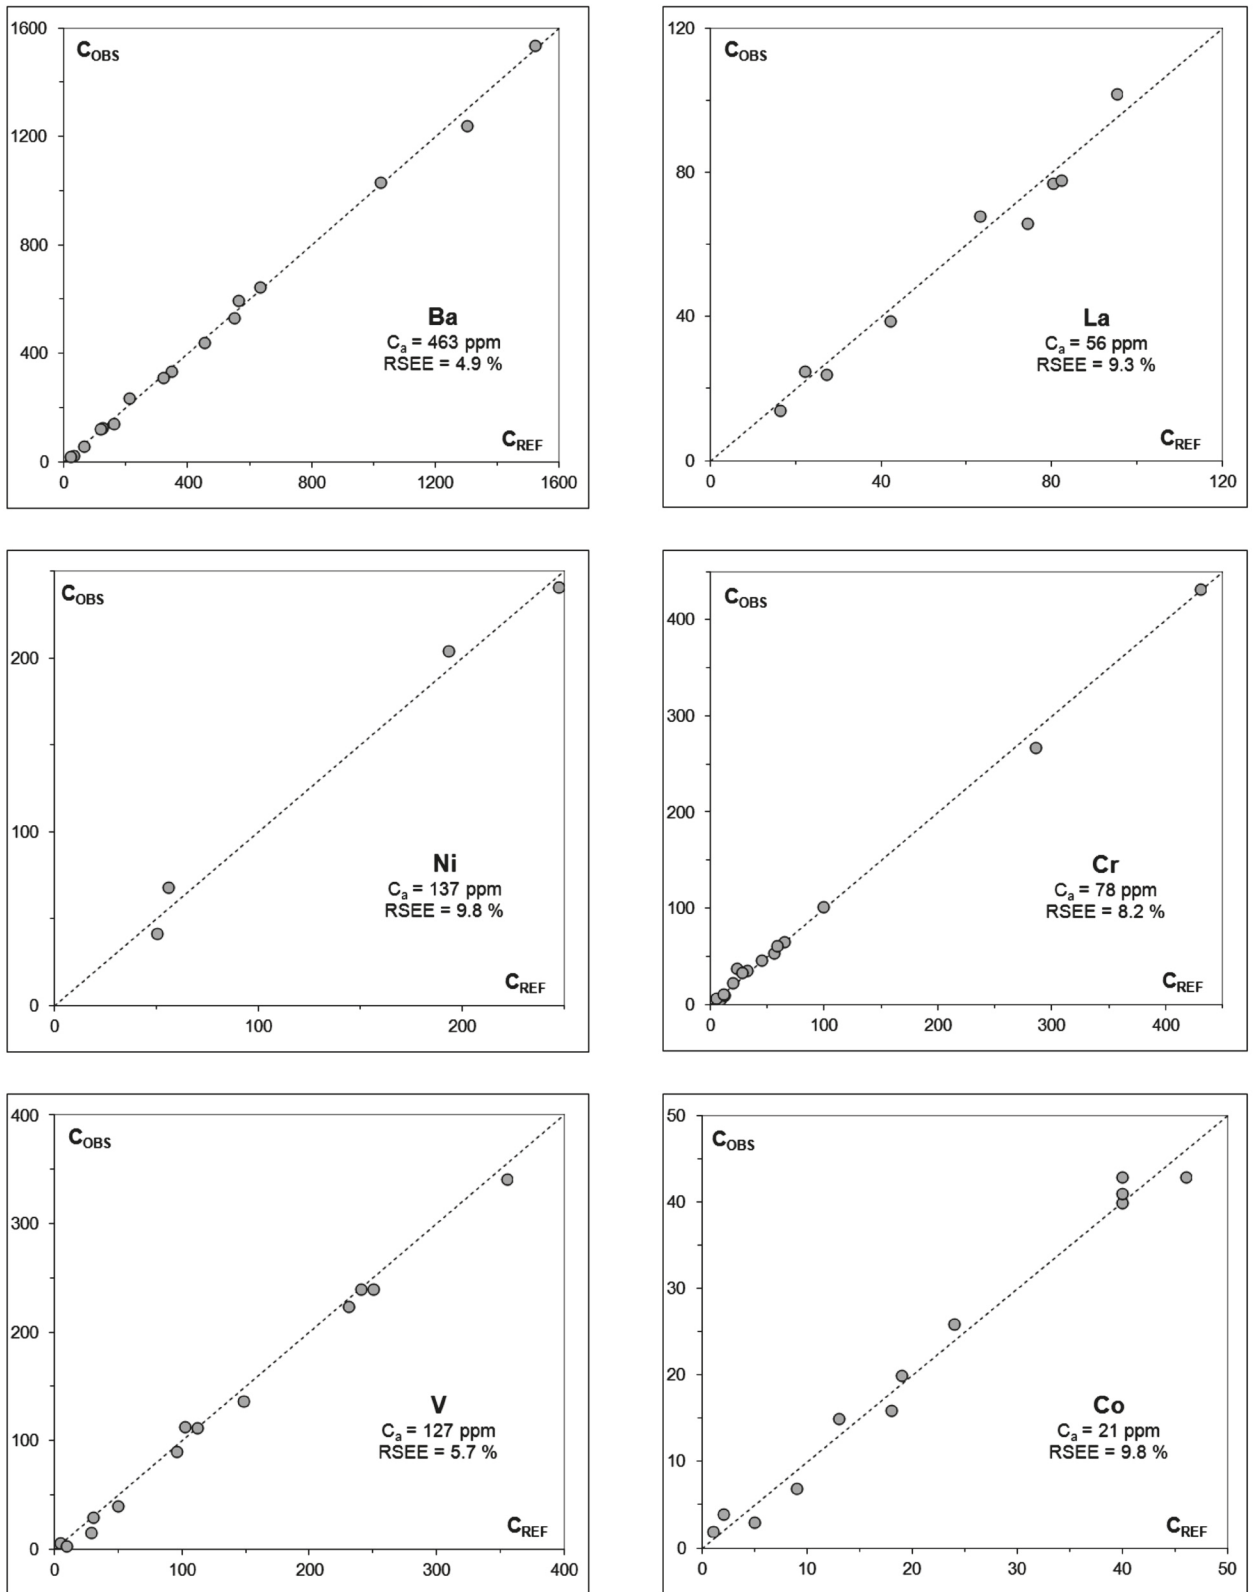 1600
1200
800
400
0
C_OBS
Ba
C_a = 463 ppm
RSEE = 4.9 %
C_REF
0 400 800 1200 1600
120
80
40
0
C_OBS
La
C_a = 56 ppm
RSEE = 9.3 %
C_REF
0 40 80 120
200
100
0
C_OBS
Ni
C_a = 137 ppm
RSEE = 9.8 %
C_REF
0 100 200
400
300
200
100
0
C_OBS
Cr
C_a = 78 ppm
RSEE = 8.2 %
C_REF
0 100 200 300 400
400
300
200
100
0
C_OBS
V
C_a = 127 ppm
RSEE = 5.7 %
C_REF
0 100 200 300 400
50
40
30
20
10
0
C_OBS
Co
C_a = 21 ppm
RSEE = 9.8 %
C_REF
0 10 20 30 40 50